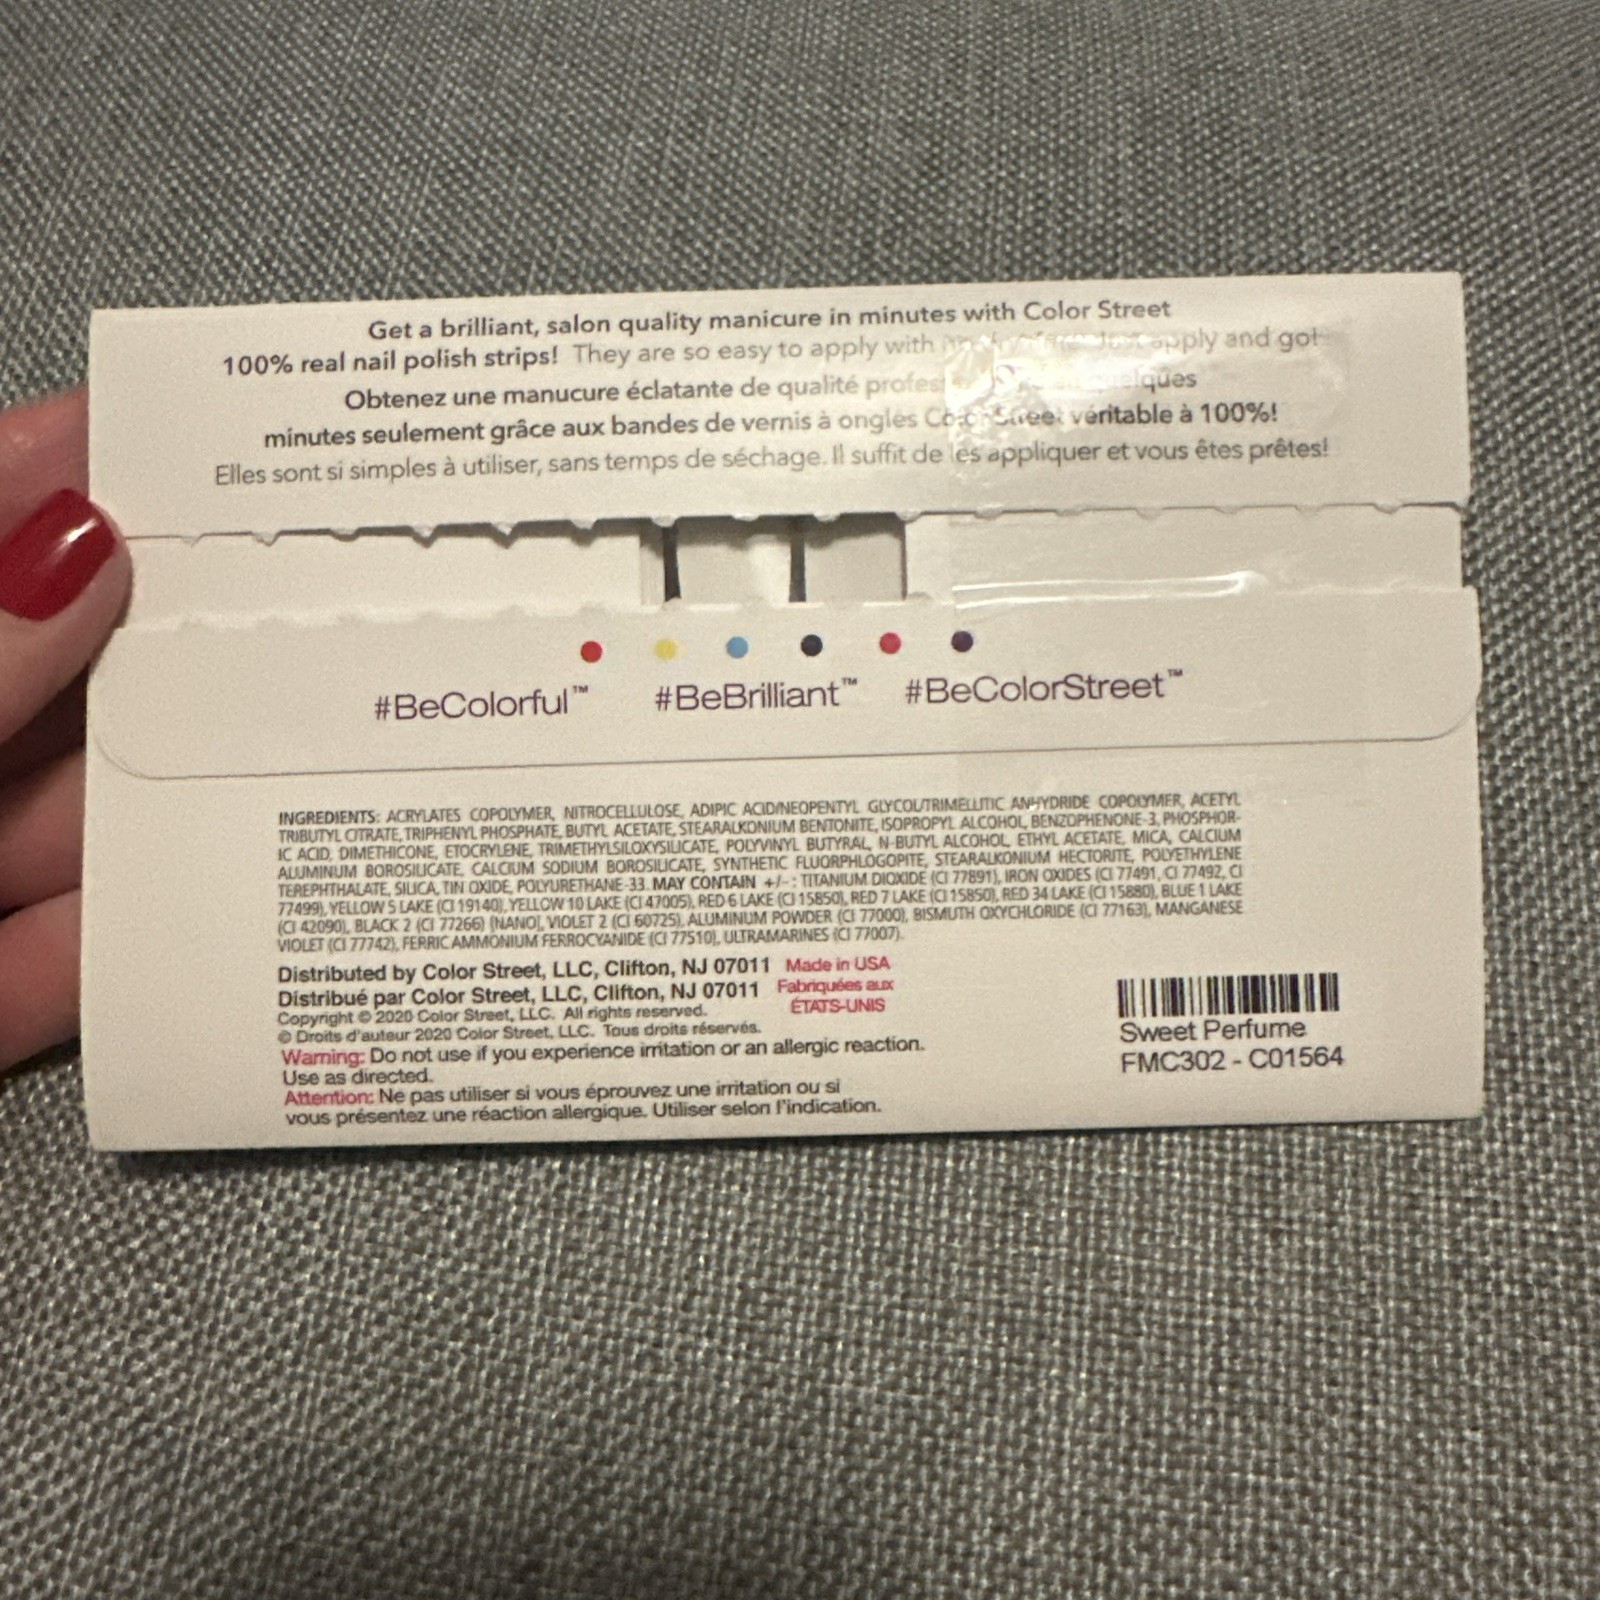 Get a brilliant, salon quality manicure in minutes with Color Street
100% real nail polish strips! They are so easy to apply with apply and go!
Obtenez une manucure éclatante de qualité quelques
minutes seulement grâce aux bandes de vernis à ongles Color Street véritable à 100%!
Elles sont si simples à utiliser, sans temps de séchage. Il suffit de les appliquer et vous êtes prêtes!
#BeColorful™ #BeBrilliant™ #BeColorStreet™
INGREDIENTS: ACRYLATES COPOLYMER, NITROCELLULOSE, ADIPIC ACID/NEOPENTYL GLYCOL/TRIMELLITIC ANHYDRIDE COPOLYMER, ACETYL
TRIBUTYL CITRATE, TRIPHENYL PHOSPHATE, BUTYL ACETATE, STEARALKONIUM BENTONITE, ISOPROPYL ALCOHOL, BENZOPHENONE-3, PHOSPHOR-
IC ACID, DIMETHICONE, ETOCRYLENE, TRIMETHYLSILOXYSILICATE, POLYVINYL BUTYRAL, N-BUTYL ALCOHOL, ETHYL ACETATE, MICA, CALCIUM
ALUMINUM BOROSILICATE, CALCIUM SODIUM BOROSILICATE, SYNTHETIC FLUORPHLOGOPITE, STEARALKONIUM HECTORITE, POLYETHYLENE
TEREPHTHALATE, SILICA, TIN OXIDE, POLYURETHANE-33. MAY CONTAIN +/-: TITANIUM DIOXIDE (CI 77891), IRON OXIDES (CI 77491, CI 77492, CI
77499), YELLOW 5 LAKE (CI 19140), YELLOW 10 LAKE (CI 47005), RED 6 LAKE (CI 15850), RED 7 LAKE (CI 15850), RED 34 LAKE (CI 15880), BLUE 1 LAKE
(CI 42090), BLACK 2 (CI 77266) [NANO], VIOLET 2 (CI 60725), ALUMINUM POWDER (CI 77000), BISMUTH OXYCHLORIDE (CI 77163), MANGANESE
VIOLET (CI 77742), FERRIC AMMONIUM FERROCYANIDE (CI 77510), ULTRAMARINES (CI 77007).
Distributed by Color Street, LLC, Clifton, NJ 07011
Distribué par Color Street, LLC, Clifton, NJ 07011
Made in USA
Fabriquées aux
ÉTATS-UNIS
Copyright © 2020 Color Street, LLC. All rights reserved.
© Droits d'auteur 2020 Color Street, LLC. Tous droits réservés.
Warning: Do not use if you experience irritation or an allergic reaction.
Use as directed.
Attention: Ne pas utiliser si vous éprouvez une irritation ou si
vous présentez une réaction allergique. Utiliser selon l'indication.
Sweet Perfume
FMC302 - C01564